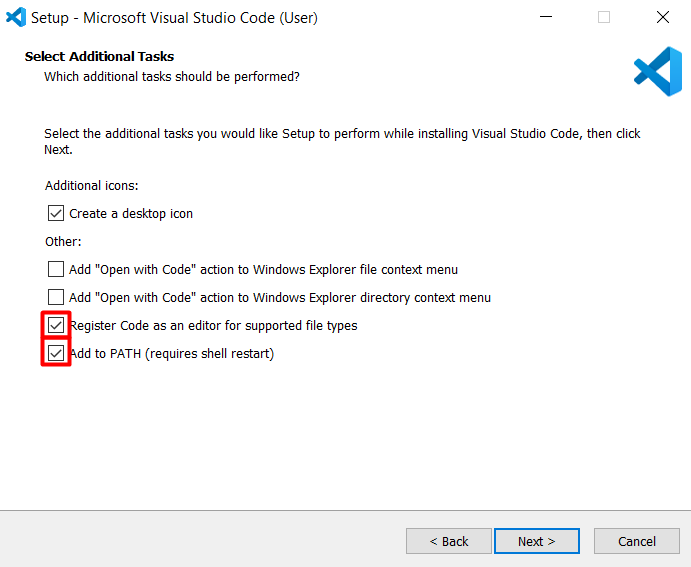 Setup - Microsoft Visual Studio Code (User)
Select Additional Tasks
Which additional tasks should be performed?
Select the additional tasks you would like Setup to perform while installing Visual Studio Code, then click
Next.
Additional icons:
Create a desktop icon
Other:
Add "Open with Code" action to Windows Explorer file context menu
Add "Open with Code" action to Windows Explorer directory context menu
Register Code as an editor for supported file types
Add to PATH (requires shell restart)
< Back Next > Cancel